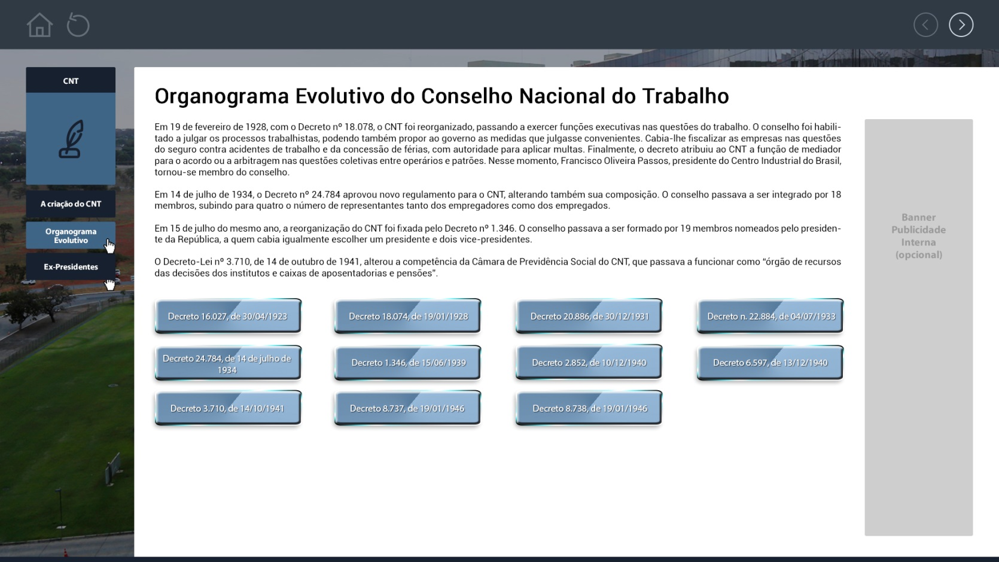 CNT
A criação do CNT
Organograma
Evolutivo
Ex-Presidentes
Organograma Evolutivo do Conselho Nacional do Trabalho
Em 19 de fevereiro de 1928, com o Decreto nº 18.078, o CNT foi reorganizado, passando a exercer funções executivas nas questões do trabalho. O conselho foi habili-
tado a julgar os processos trabalhistas, podendo também propor ao governo as medidas que julgasse convenientes. Cabia-lhe fiscalizar as empresas nas questões
do seguro contra acidentes de trabalho e da concessão de férias, com autoridade para aplicar multas. Finalmente, o decreto atribuiu ao CNT a função de mediador
para o acordo ou a arbitragem nas questões coletivas entre operários e patrões. Nesse momento, Francisco Oliveira Passos, presidente do Centro Industrial do Brasil,
tornou-se membro do conselho.
Em 14 de julho de 1934, o Decreto nº 24.784 aprovou novo regulamento para o CNT, alterando também sua composição. O conselho passava a ser integrado por 18
membros, subindo para quatro o número de representantes tanto dos empregadores como dos empregados.
Em 15 de julho do mesmo ano, a reorganização do CNT foi fixada pelo Decreto nº 1.346. O conselho passava a ser formado por 19 membros nomeados pelo presiden-
te da República, a quem cabia igualmente escolher um presidente e dois vice-presidentes.
O Decreto-Lei nº 3.710, de 14 de outubro de 1941, alterou a competência da Câmara de Previdência Social do CNT, que passava a funcionar como “órgão de recursos
das decisões dos institutos e caixas de aposentadorias e pensões”.
Decreto 16.027, de 30/04/1923
Decreto 18.074, de 19/01/1928
Decreto 20.886, de 30/12/1931
Decreto n. 22.884, de 04/07/1933
Decreto 24.784, de 14 de julho de
1934
Decreto 1.346, de 15/06/1939
Decreto 2.852, de 10/12/1940
Decreto 6.597, de 13/12/1940
Decreto 3.710, de 14/10/1941
Decreto 8.737, de 19/01/1946
Decreto 8.738, de 19/01/1946
Banner
Publicidade
Interna
(opcional)